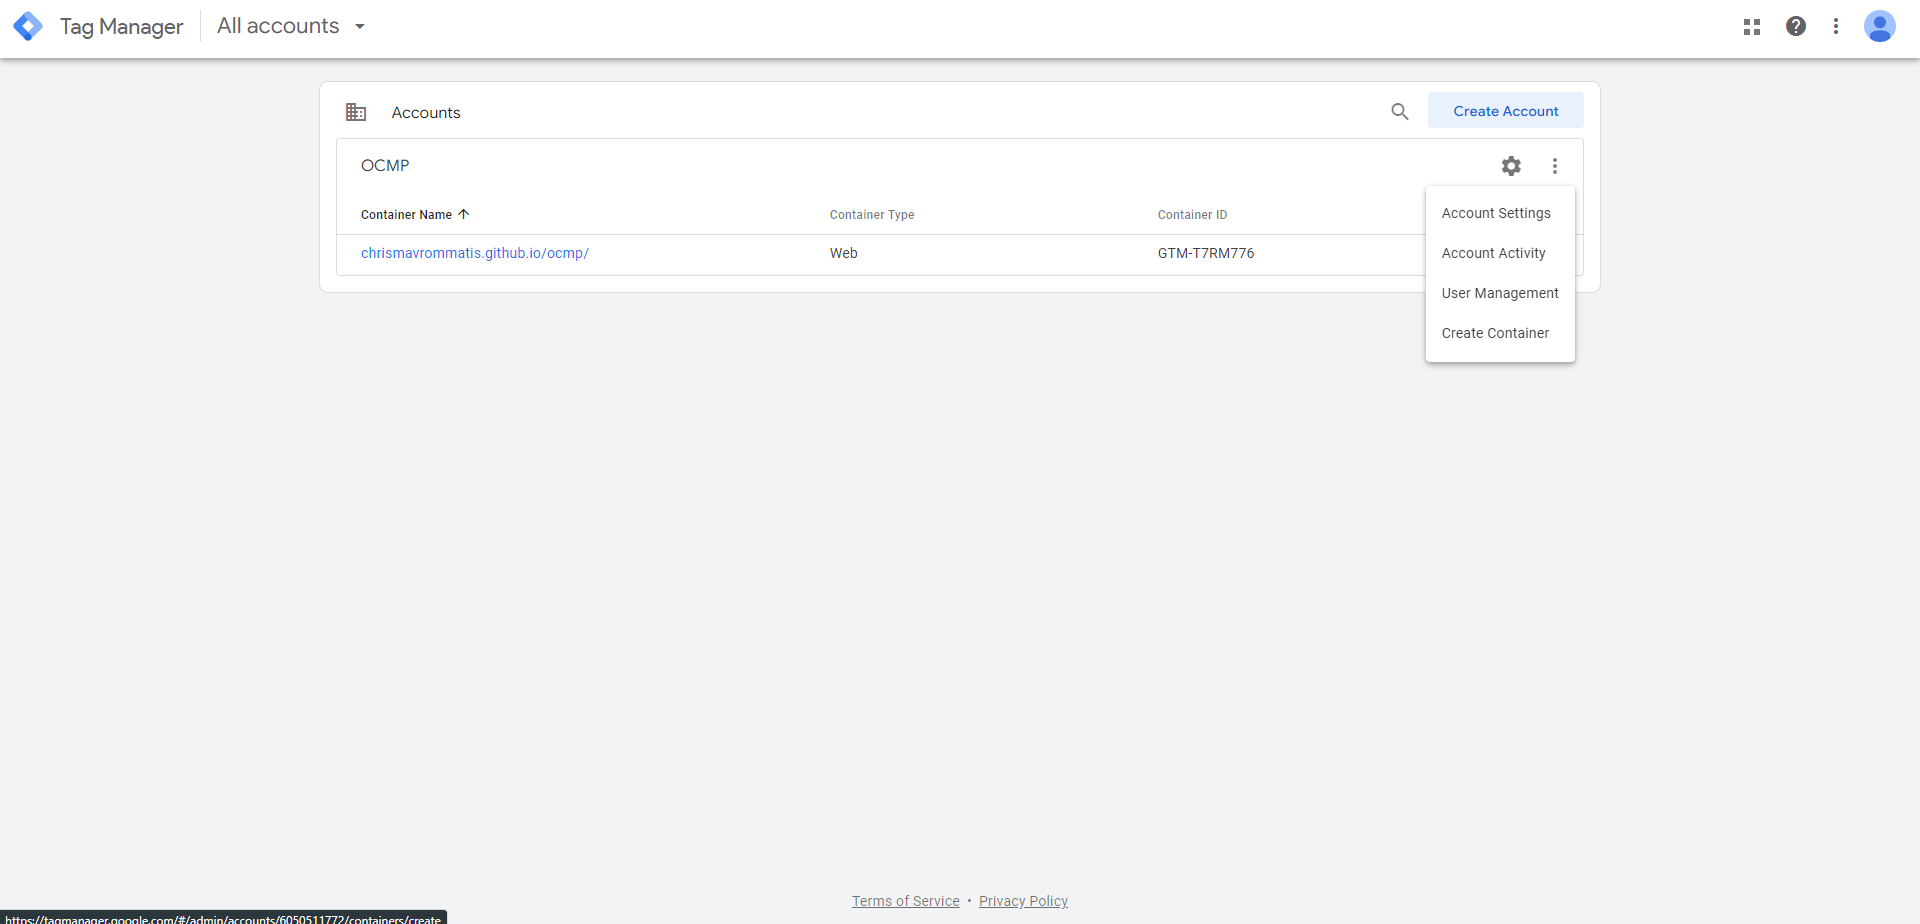 Tag Manager
All accounts
Accounts
Create Account
OCMP
Container Name
Container Type
Container ID
chrismavrommatis.github.io/ocmp/
Web
GTM-T7RM776
Account Settings
Account Activity
User Management
Create Container
Terms of Service • Privacy Policy
https://tagmanager.google.com/#/admin/accounts/6050511772/containers/create